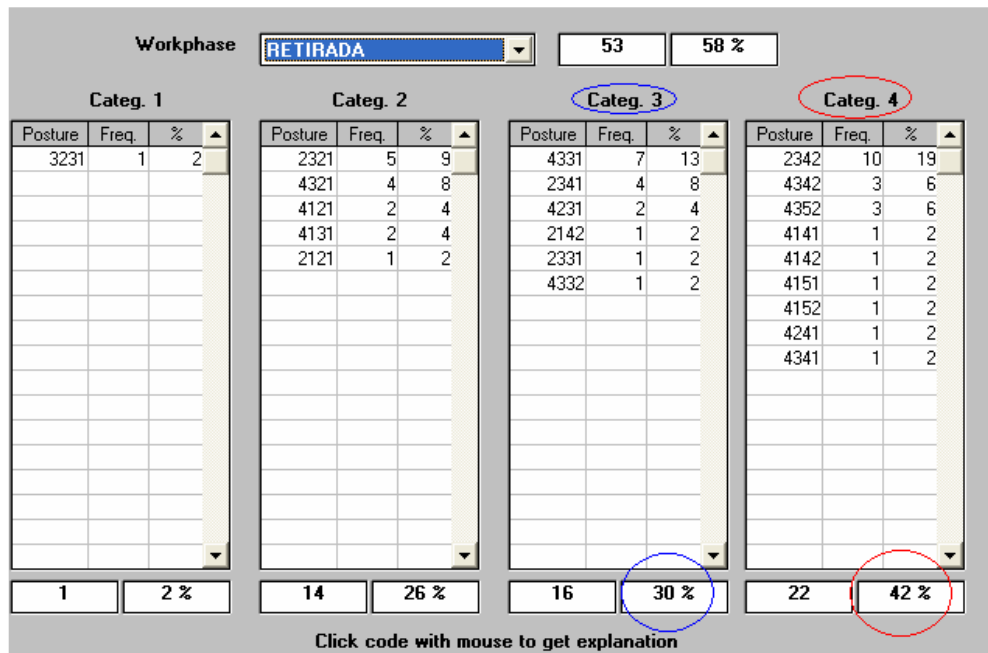 Workphase RETIRADA 53 58 %
Categ. 1 Categ. 2 Categ. 3 Categ. 4
Posture Freq. % Posture Freq. % Posture Freq. % Posture Freq. %
3231 1 2 2321 5 9 4331 7 13 2342 10 19
4321 4 8 2341 4 8 4342 3 6
4121 2 4 4231 2 4 4352 3 6
4131 2 4 2142 1 2 4141 1 2
2121 1 2 2331 1 2 4142 1 2
4332 1 2 4151 1 2
4152 1 2
4241 1 2
4341 1 2
1 2 % 14 26 % 16 30 % 22 42 %
Click code with mouse to get explanation